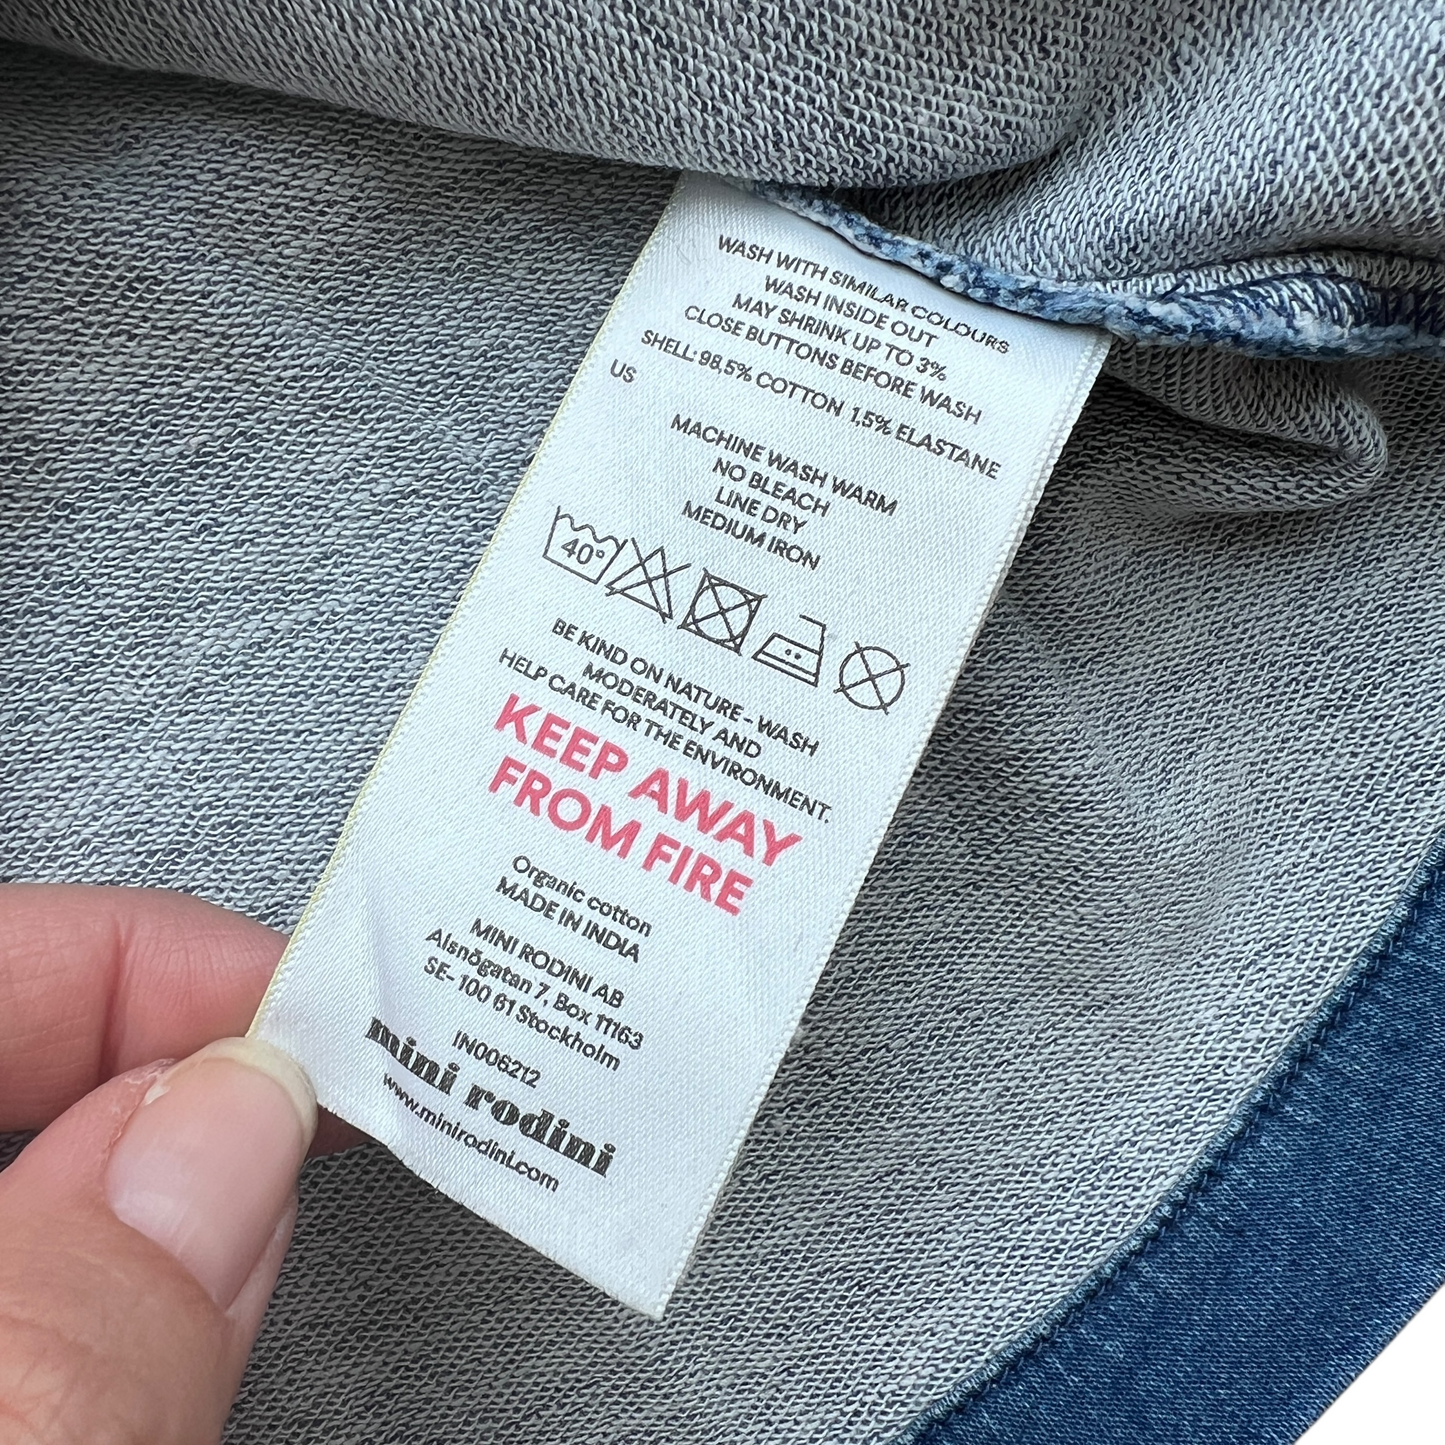 WASH WITH SIMILAR COLOURS
WASH INSIDE OUT
MAY SHRINK UP TO 3%
CLOSE BUTTONS BEFORE WASH
SHELL: 98,5% COTTON 1,5% ELASTANE
US
MACHINE WASH WARM
NO BLEACH
LINE DRY
MEDIUM IRON
40°
BE KIND ON NATURE - WASH
MODERATELY AND
HELP CARE FOR THE ENVIRONMENT.
KEEP AWAY
FROM FIRE
Organic cotton
MADE IN INDIA
MINI RODINI AB
Alsnögatan 7, Box 11163
SE- 100 61 Stockholm
IN006212
mini rodini
www.minirodini.com